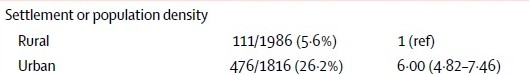 Settlement or population density
Rural 111/1986 (5·6%) 1 (ref)
Urban 476/1816 (26·2%) 6·00 (4·82–7·46)